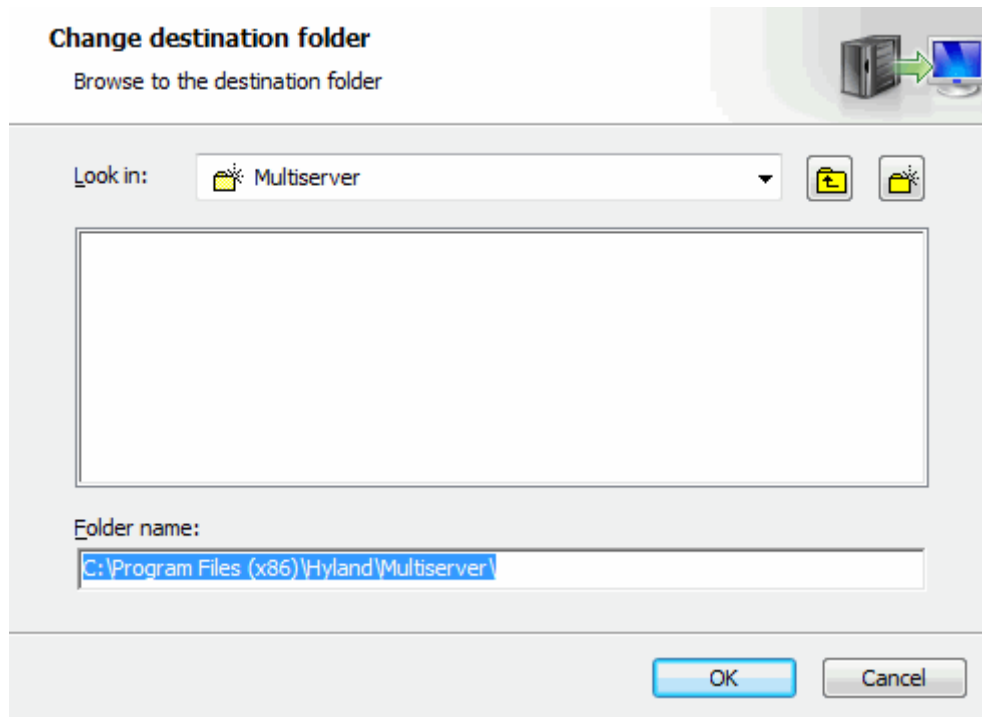 Change destination folder
Browse to the destination folder
Look in:
Multiserver
Folder name:
C:\Program Files (x86)\Hyland\Multiserver\
OK
Cancel